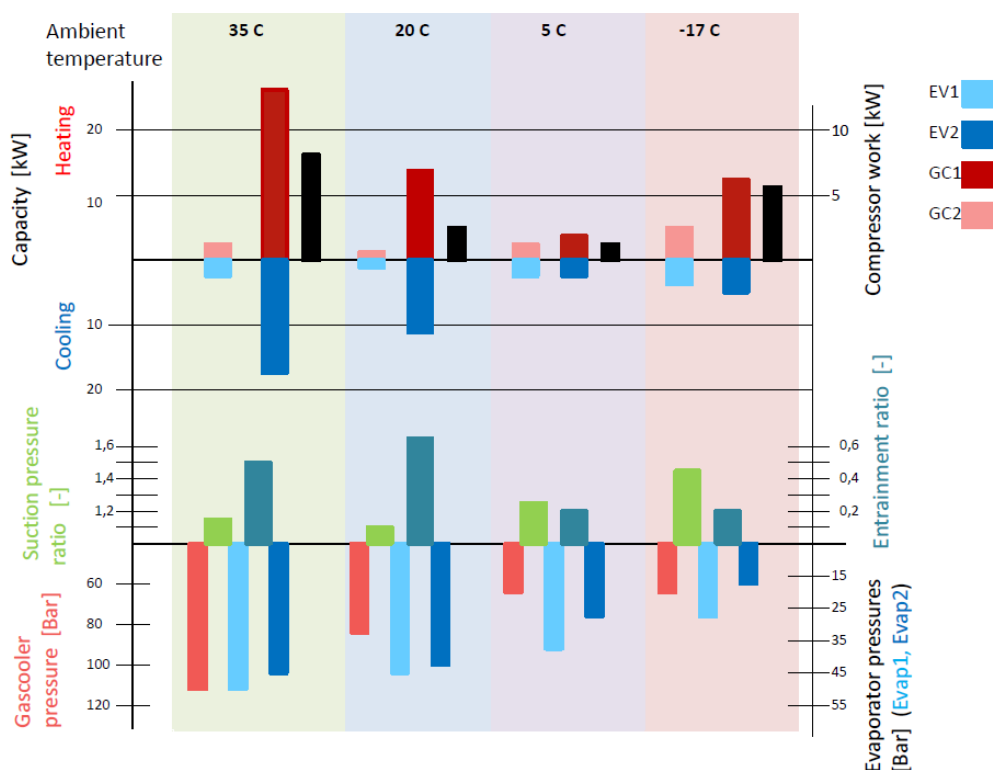 Ambient
temperature
35 C
20 C
5 C
-17 C
Capacity [kW]
Heating
Cooling
20
10
10
20
Compressor work [kW]
10
5
EV1
EV2
GC1
GC2
Suction pressure
ratio [-]
1,6
1,4
1,2
Entrainment ratio [-]
0,6
0,4
0,2
Gascooler
pressure [Bar]
60
80
100
120
Evaporator pressures
[Bar] (Evap1, Evap2)
15
25
35
45
55